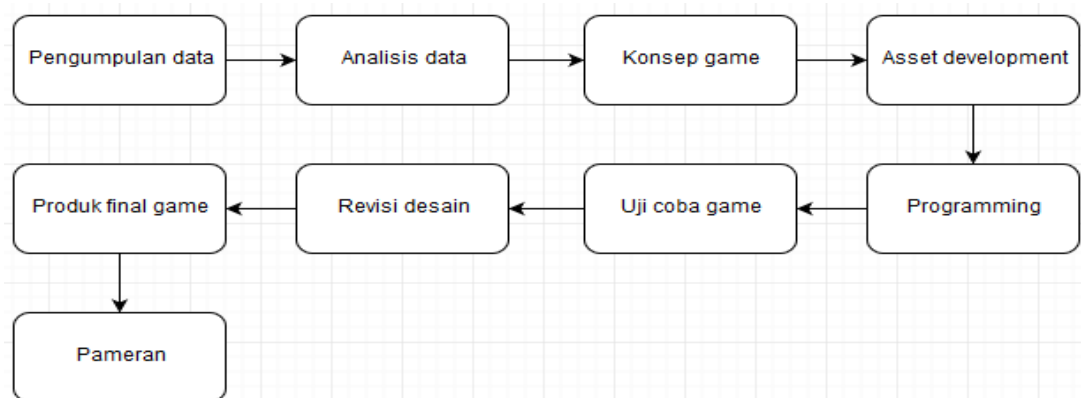 Pengumpulan data
Analisis data
Konsep game
Asset development
Programming
Uji coba game
Revisi desain
Produk final game
Pameran